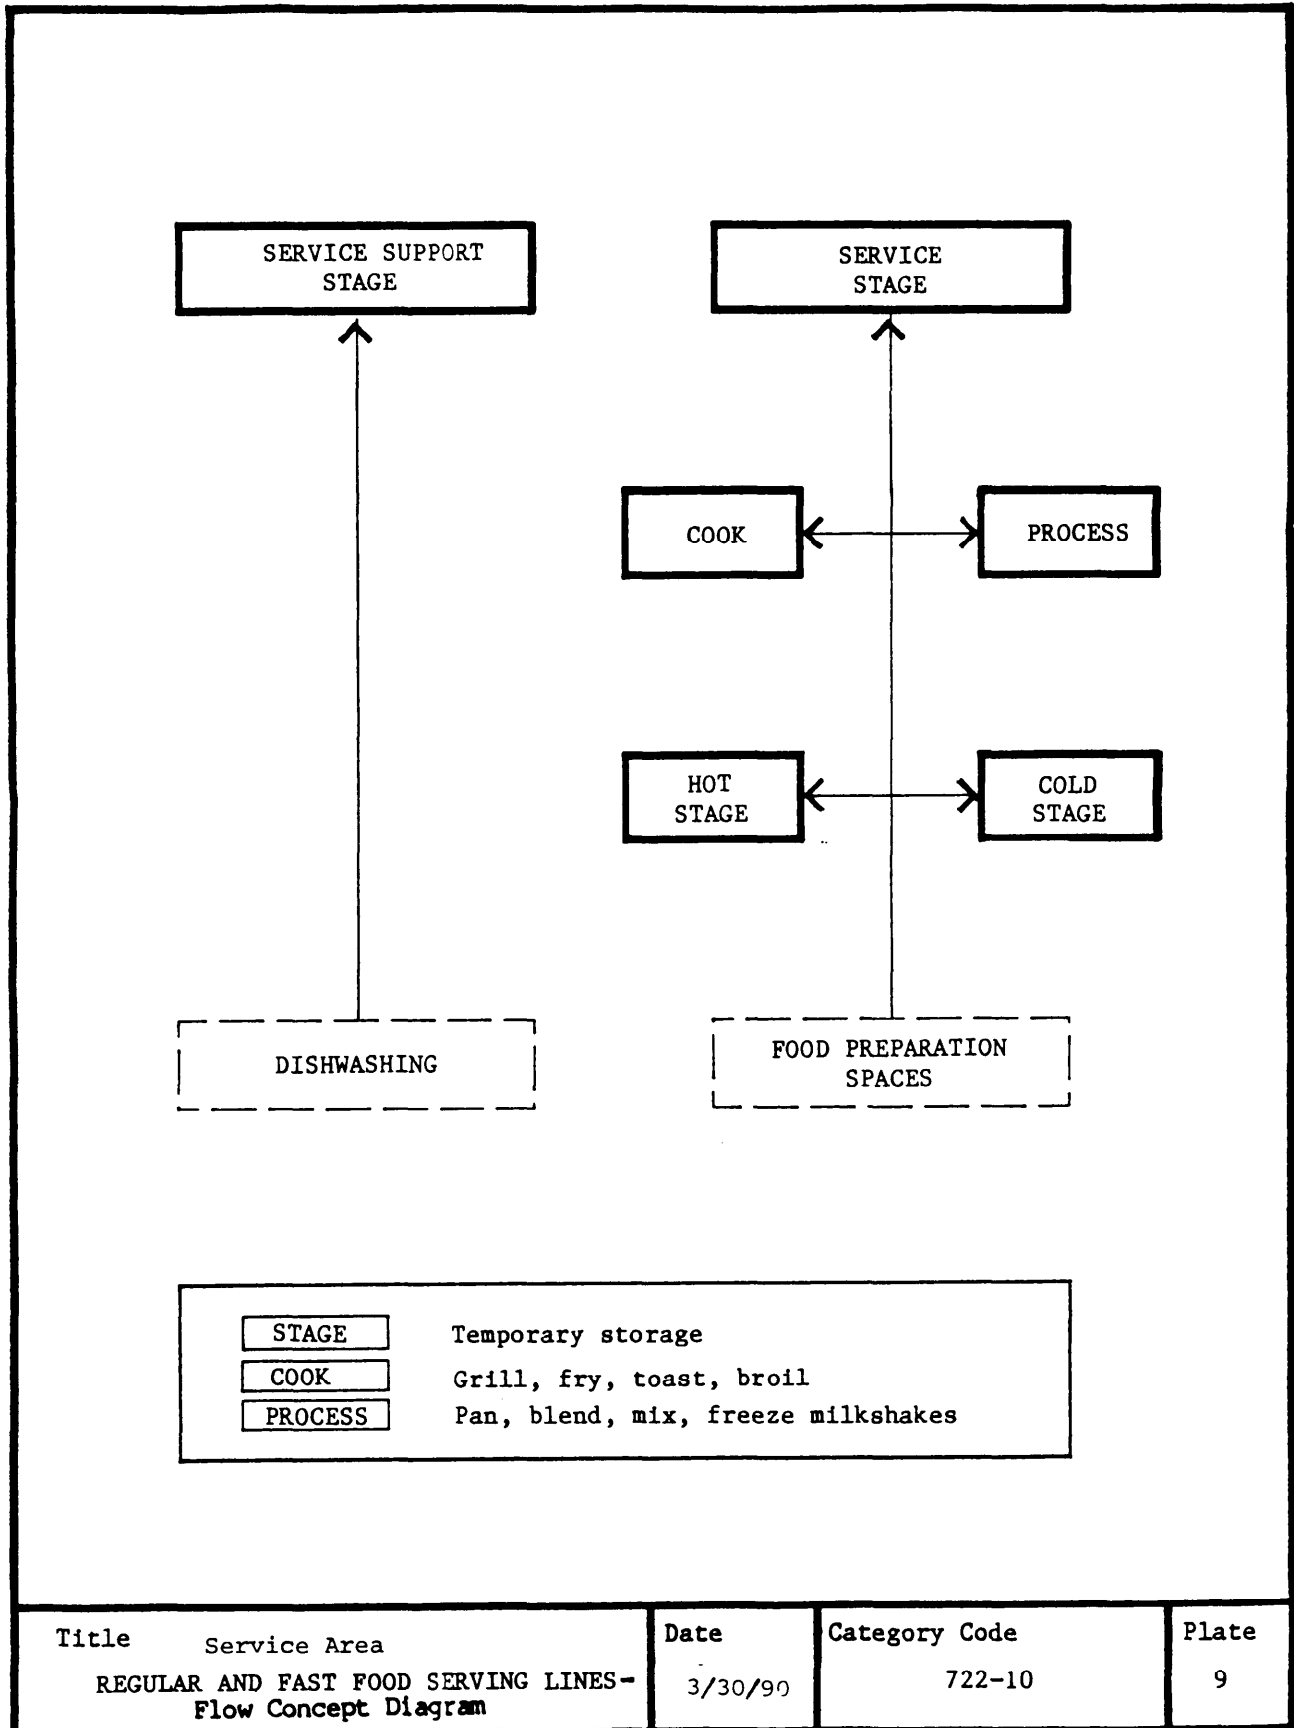 SERVICE SUPPORT
STAGE
SERVICE
STAGE
COOK
PROCESS
HOT
STAGE
COLD
STAGE
DISHWASHING
FOOD PREPARATION
SPACES
STAGE Temporary storage
COOK Grill, fry, toast, broil
PROCESS Pan, blend, mix, freeze milkshakes
Title Service Area
REGULAR AND FAST FOOD SERVING LINES-
Flow Concept Diagram
Date
3/30/90
Category Code
722-10
Plate
9